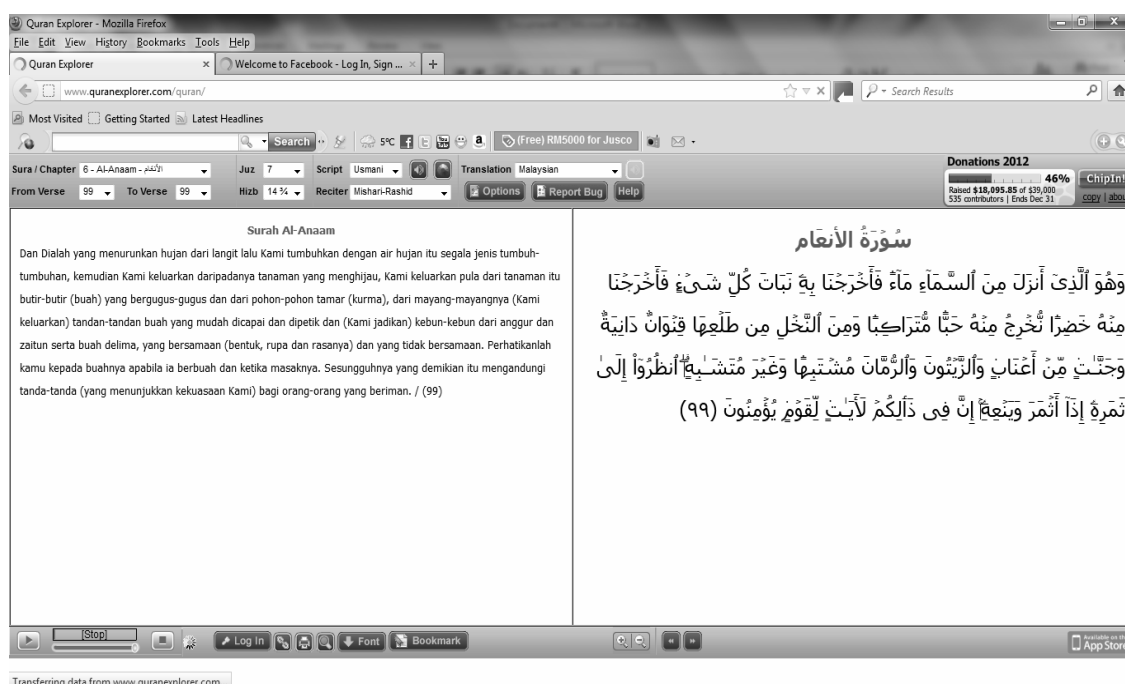 Quran Explorer - Mozilla Firefox
File Edit View History Bookmarks Tools Help
Quran Explorer × Welcome to Facebook - Log In, Sign ... × +
www.quranexplorer.com/quran/ Search Results
Most Visited Getting Started Latest Headlines
Search 5°C (Free) RM5000 for Jusco
Sura / Chapter 6 - Al-Anaam - الأنعام Juz 7 Script Usmani Translation Malaysian
From Verse 99 To Verse 99 Hizb 14 ¾ Reciter Mishari-Rashid Options Report Bug Help
Donations 2012
46% ChipIn!
Raised $18,095.85 of $39,000
535 contributors | Ends Dec 31 copy | abou
Surah Al-Anaam
Dan Dialah yang menurunkan hujan dari langit lalu Kami tumbuhkan dengan air hujan itu segala jenis tumbuh-
tumbuhan, kemudian Kami keluarkan daripadanya tanaman yang menghijau, Kami keluarkan pula dari tanaman itu
butir-butir (buah) yang bergugus-gugus dan dari pohon-pohon tamar (kurma), dari mayang-mayangnya (Kami
keluarkan) tandan-tandan buah yang mudah dicapai dan dipetik dan (Kami jadikan) kebun-kebun dari anggur dan
zaitun serta buah delima, yang bersamaan (bentuk, rupa dan rasanya) dan yang tidak bersamaan. Perhatikanlah
kamu kepada buahnya apabila ia berbuah dan ketika masaknya. Sesungguhnya yang demikian itu mengandungi
tanda-tanda (yang menunjukkan kekuasaan Kami) bagi orang-orang yang beriman. / (99)
سُوۡرَةُ الأنعَام
وَهُوَ ٱلَّذِىٓ أَنزَلَ مِنَ ٱلسَّمَآءِ مَآءً۬ فَأَخۡرَجۡنَا بِهِۦ نَبَاتَ كُلِّ شَىۡءٍ۬ فَأَخۡرَجۡنَا
مِنۡهُ خَضِرً۬ا نُّخۡرِجُ مِنۡهُ حَبًّ۬ا مُّتَرَاڪِبً۬ا وَمِنَ ٱلنَّخۡلِ مِن طَلۡعِهَا قِنۡوَانٌ۬ دَانِيَةٌ۬
وَجَنَّـٰتٍ۬ مِّنۡ أَعۡنَابٍ۬ وَٱلزَّيۡتُونَ وَٱلرُّمَّانَ مُشۡتَبِهً۬ا وَغَيۡرَ مُتَشَـٰبِهٍ‌ۗ ٱنظُرُوٓاْ إِلَىٰ
ثَمَرِهِۦۤ إِذَآ أَثۡمَرَ وَيَنۡعِهِۦۤ‌ۚ إِنَّ فِى ذَٲلِكُمۡ لَأَيَـٰتٍ۬ لِّقَوۡمٍ۬ يُؤۡمِنُونَ (٩٩)
[Stop] Log In Font Bookmark Available on the App Store
Transferring data from www.quranexplorer.com...